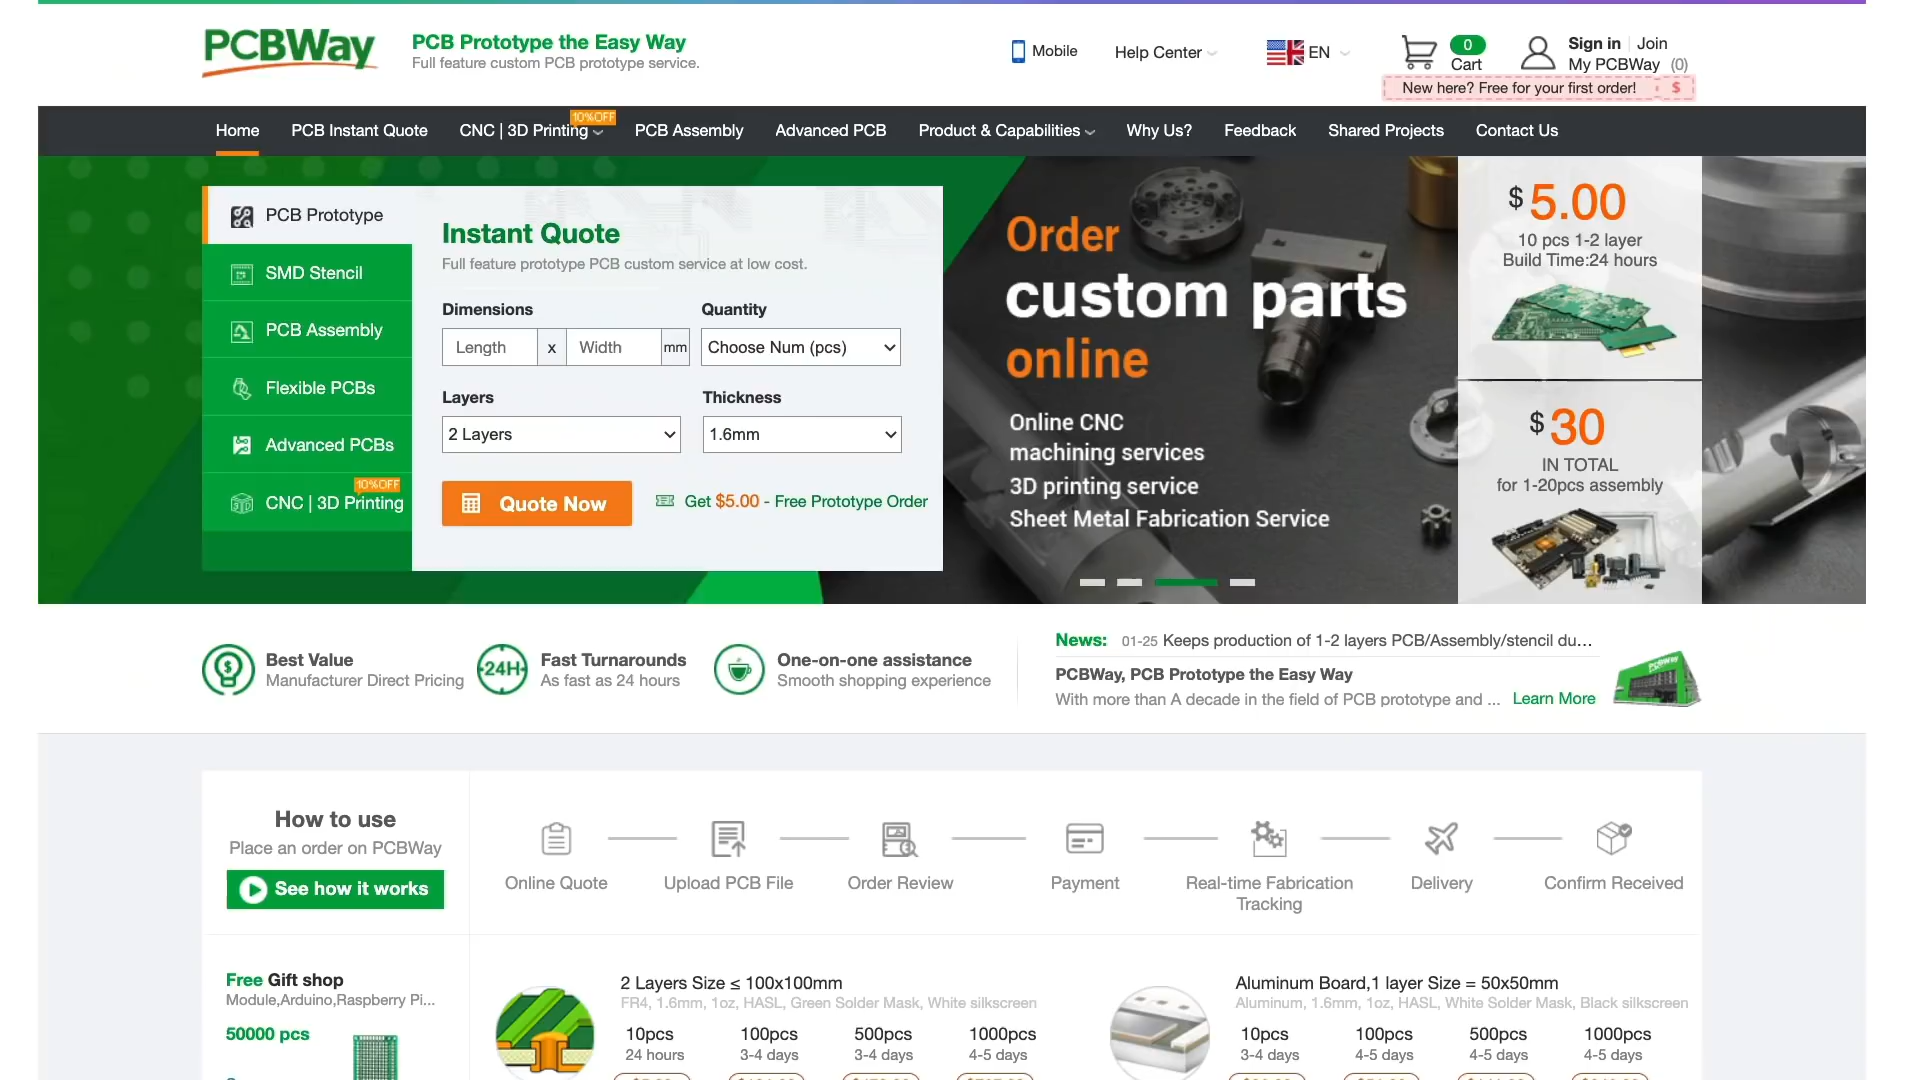 PCBWay
PCB Prototype the Easy Way
Full feature custom PCB prototype service.
Mobile
Help Center
EN
0
Cart
Sign in
Join
My PCBWay (0)
New here? Free for your first order! $
Home
PCB Instant Quote
CNC | 3D Printing
10%OFF
PCB Assembly
Advanced PCB
Product & Capabilities
Why Us?
Feedback
Shared Projects
Contact Us
PCB Prototype
SMD Stencil
PCB Assembly
Flexible PCBs
Advanced PCBs
10%OFF
CNC | 3D Printing
Instant Quote
Full feature prototype PCB custom service at low cost.
Dimensions
Quantity
Length x Width mm
Choose Num (pcs)
Layers
Thickness
2 Layers
1.6mm
Quote Now
Get $5.00 - Free Prototype Order
Order
custom parts
online
Online CNC
machining services
3D printing service
Sheet Metal Fabrication Service
$5.00
10 pcs 1-2 layer
Build Time:24 hours
$30
IN TOTAL
for 1-20pcs assembly
Best Value
Manufacturer Direct Pricing
24H
Fast Turnarounds
As fast as 24 hours
One-on-one assistance
Smooth shopping experience
News: 01-25 Keeps production of 1-2 layers PCB/Assembly/stencil du...
PCBWay, PCB Prototype the Easy Way
With more than A decade in the field of PCB prototype and ... Learn More
PCBWay
How to use
Place an order on PCBWay
See how it works
Online Quote
Upload PCB File
Order Review
Payment
Real-time Fabrication
Tracking
Delivery
Confirm Received
Free Gift shop
Module,Arduino,Raspberry Pi...
50000 pcs
2 Layers Size ≤ 100x100mm
FR4, 1.6mm, 1oz, HASL, Green Solder Mask, White silkscreen
10pcs 100pcs 500pcs 1000pcs
24 hours 3-4 days 3-4 days 4-5 days
Aluminum Board,1 layer Size = 50x50mm
Aluminum, 1.6mm, 1oz, HASL, White Solder Mask, Black silkscreen
10pcs 100pcs 500pcs 1000pcs
3-4 days 4-5 days 4-5 days 4-5 days